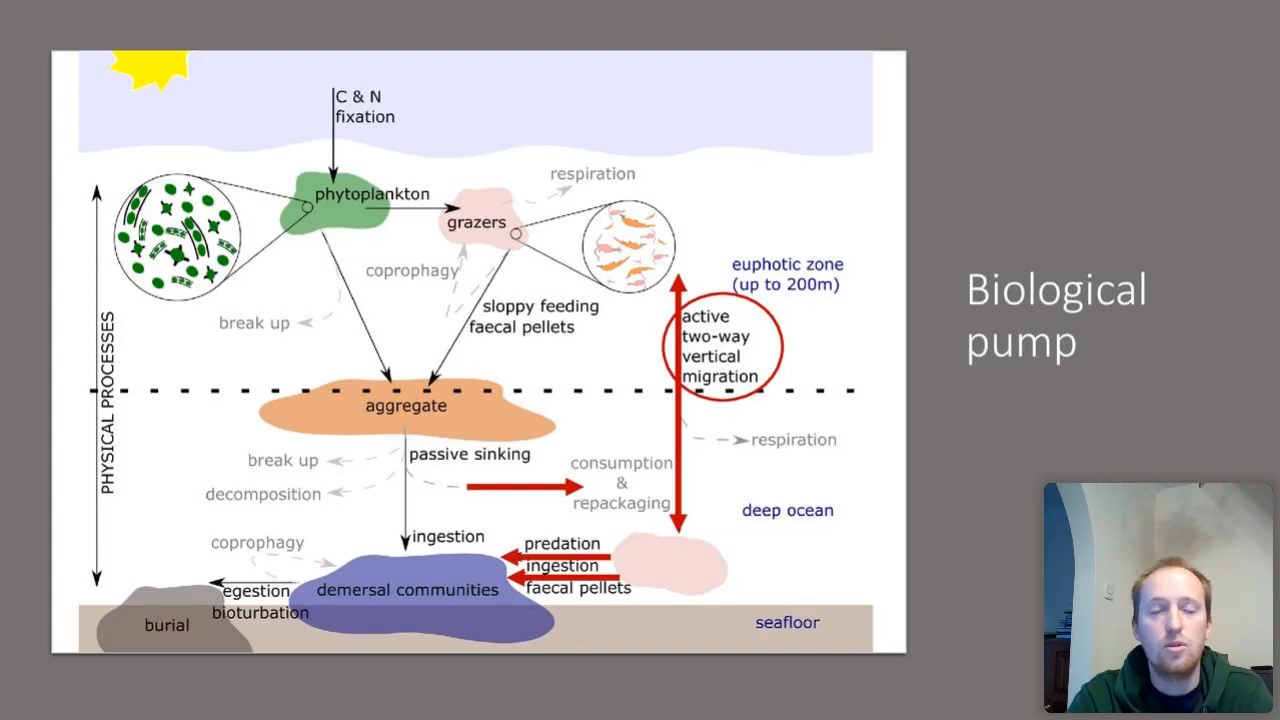 C & N
fixation
respiration
phytoplankton
grazers
coprophagy
euphotic zone
(up to 200m)
sloppy feeding
faecal pellets
break up
active
two-way
vertical
migration
PHYSICAL PROCESSES
aggregate
respiration
passive sinking
break up
consumption
&
repackaging
decomposition
deep ocean
ingestion
coprophagy
predation
ingestion
faecal pellets
egestion
bioturbation
demersal communities
burial
seafloor
Biological
pump